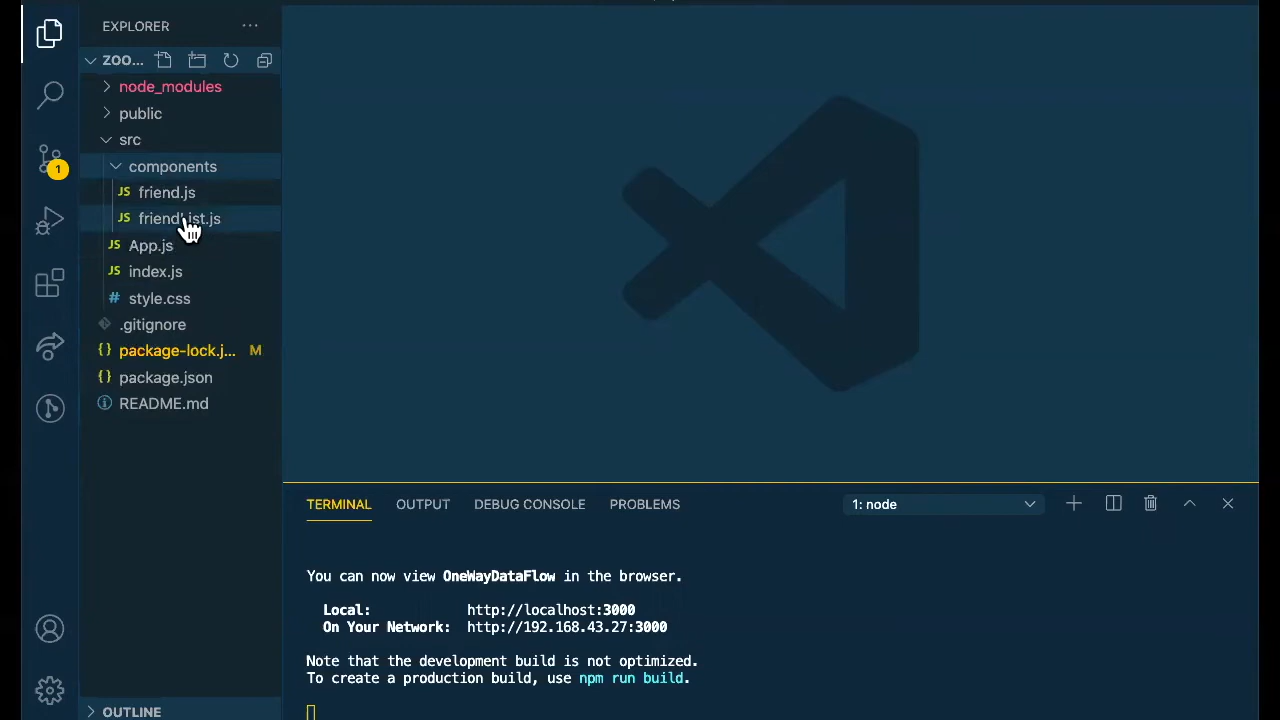 EXPLORER
ZOO...
node_modules
public
src
components
JS friend.js
JS
JS App.js
JS index.js
# style.css
.gitignore
{} package-lock.j... M
{} package.json
README.md
OUTLINE
1
TERMINAL OUTPUT DEBUG CONSOLE PROBLEMS 1: node
You can now view OneWayDataFlow in the browser.
Local: http://localhost:3000
On Your Network: http://192.168.43.27:3000
Note that the development build is not optimized.
To create a production build, use npm run build.